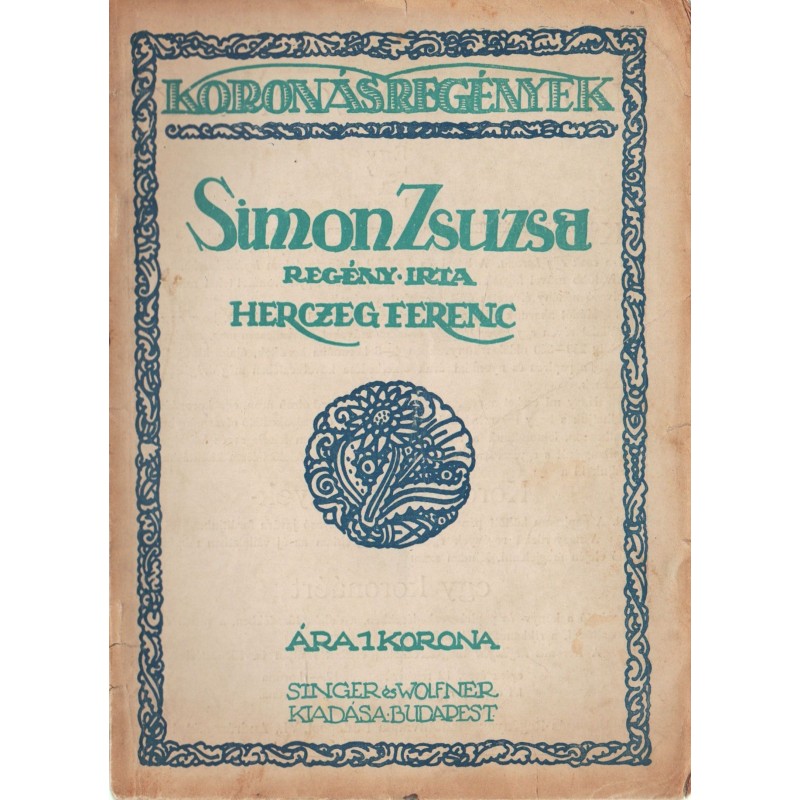 KORONÁS REGÉNYEK
Simon Zsuzsa
REGÉNY · IRTA
HERCZEG FERENC
ÁRA 1 KORONA
SINGER és WOLFNER
KIADÁSA · BUDAPEST